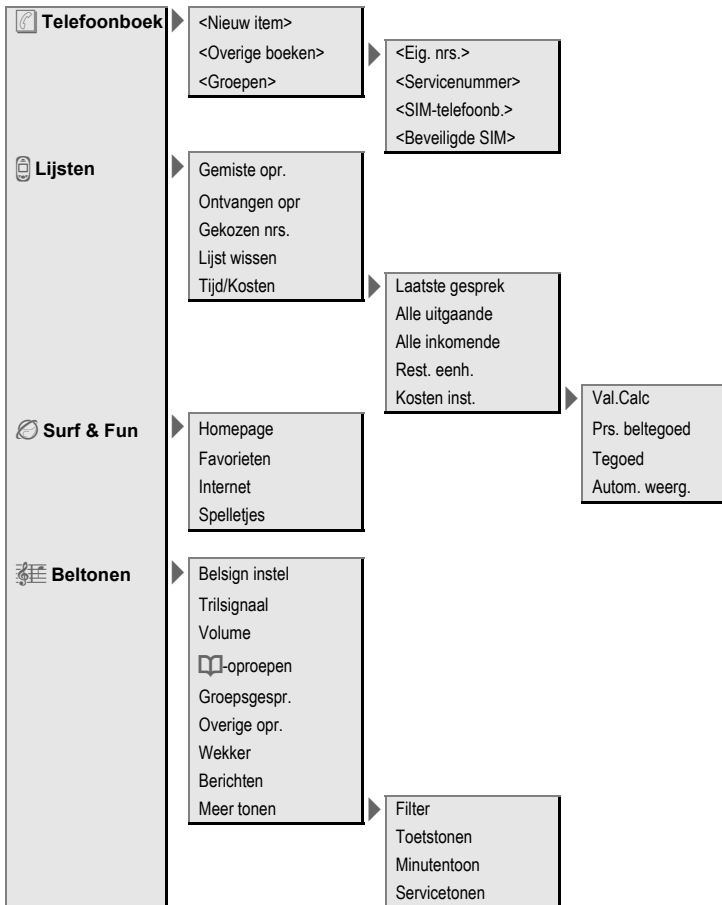 Telefoonboek
<Nieuw item>
<Overige boeken>
<Groepen>
<Eig. nrs.>
<Servicenummer>
<SIM-telefoonb.>
<Beveiligde SIM>
Lijsten
Gemiste opr.
Ontvangen opr
Gekozen nrs.
Lijst wissen
Tijd/Kosten
Laatste gesprek
Alle uitgaande
Alle inkomende
Rest. eenh.
Kosten inst.
Val.Calc
Prs. beltegoed
Tegoed
Autom. weerg.
Surf & Fun
Homepage
Favorieten
Internet
Spelletjes
Beltonen
Belsign instel
Trilsignaal
Volume
-oproepen
Groepsgespr.
Overige opr.
Wekker
Berichten
Meer tonen
Filter
Toetstonen
Minutentoon
Servicetonen